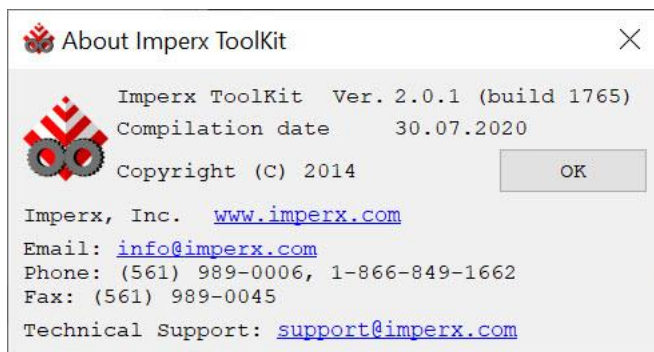 About Imperx ToolKit
Imperx ToolKit Ver. 2.0.1 (build 1765)
Compilation date 30.07.2020
Copyright (C) 2014
OK
Imperx, Inc. www.imperx.com
Email: info@imperx.com
Phone: (561) 989-0006, 1-866-849-1662
Fax: (561) 989-0045
Technical Support: support@imperx.com